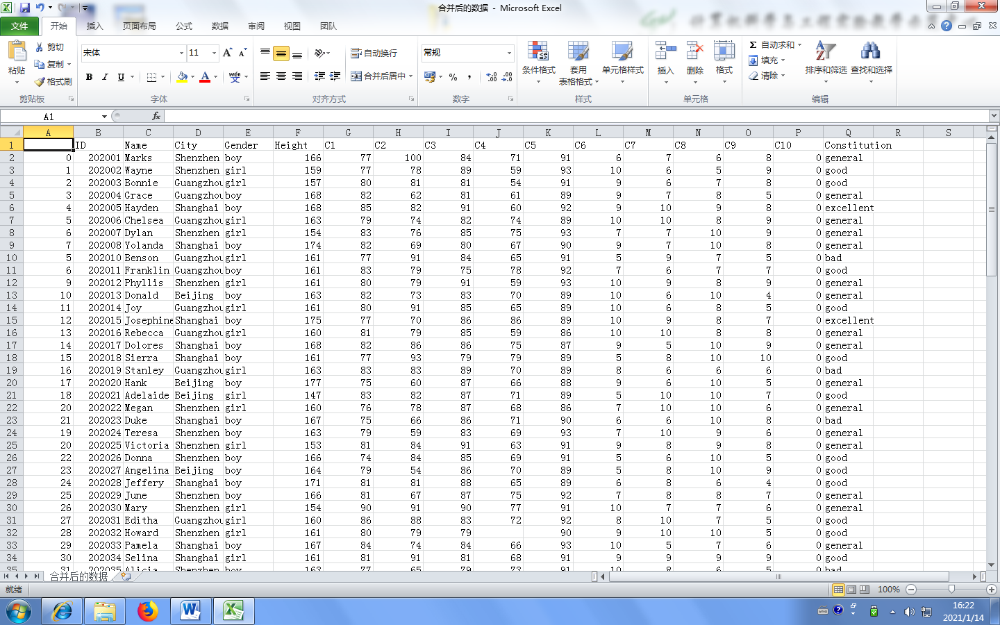 合并后的数据 - Microsoft Excel
文件 开始 插入 页面布局 公式 数据 审阅 视图 团队
粘贴 剪切 复制 格式刷 剪贴板
宋体 11 B I U wén 文 A 字体
自动换行 合并后居中 对齐方式
常规 % , .00 数字
条件格式 套用 表格格式 单元格样式 样式
插入 删除 格式 单元格
Σ 自动求和 填充 清除 排序和筛选 查找和选择 编辑
A1 fx
A B C D E F G H I J K L M N O P Q R S
1 ID Name City Gender Height C1 C2 C3 C4 C5 C6 C7 C8 C9 C10 Constitution
2 0 202001 Marks Shenzhen boy 166 77 100 84 71 91 6 7 6 8 0 general
3 1 202002 Wayne Shenzhen girl 159 77 78 89 59 93 10 6 5 9 0 good
4 2 202003 Bonnie Guangzhou girl 157 80 81 81 54 91 9 6 7 8 0 good
5 3 202004 Grace Guangzhou boy 168 82 62 81 61 89 9 7 8 5 0 general
6 4 202005 Hayden Shanghai boy 168 85 82 91 60 92 9 10 9 8 0 excellent
7 5 202006 Chelsea Guangzhou girl 163 79 74 82 74 89 10 10 8 9 0 general
8 6 202007 Dylan Shenzhen girl 154 83 76 85 75 93 7 7 10 9 0 general
9 7 202008 Yolanda Shanghai boy 174 82 69 80 67 90 9 7 10 8 0 general
10 5 202010 Benson Guangzhou girl 161 77 91 84 65 91 5 9 7 5 0 bad
11 6 202011 Franklin Guangzhou boy 161 83 79 75 78 92 7 6 7 7 0 good
12 9 202012 Phyllis Shenzhen girl 161 80 79 91 59 93 10 9 8 9 0 general
13 10 202013 Donald Beijing boy 163 82 73 83 70 89 10 6 10 4 0 general
14 11 202014 Joy Guangzhou girl 161 80 91 85 65 89 10 6 8 5 0 good
15 12 202015 Josephine Shanghai boy 175 77 70 86 86 89 10 9 8 7 0 excellent
16 13 202016 Rebecca Guangzhou girl 160 81 79 85 59 86 10 10 8 8 0 general
17 14 202017 Dolores Shanghai boy 168 82 86 86 75 87 9 5 10 9 0 general
18 15 202018 Sierra Shanghai boy 161 77 93 79 79 89 5 8 10 10 0 good
19 16 202019 Stanley Guangzhou girl 163 83 83 89 70 89 8 6 6 6 0 bad
20 17 202020 Hank Beijing boy 177 75 60 87 66 88 9 6 10 5 0 general
21 18 202021 Adelaide Beijing girl 147 83 82 87 71 89 5 10 10 7 0 good
22 20 202022 Megan Shenzhen girl 160 76 78 87 68 86 7 10 10 6 0 general
23 21 202023 Duke Shanghai boy 167 75 66 86 71 90 6 6 10 8 0 bad
24 19 202024 Teresa Shenzhen boy 163 79 59 83 69 93 7 10 9 6 0 general
25 20 202025 Victoria Shenzhen girl 153 81 84 91 63 91 9 8 9 8 0 general
26 22 202026 Donna Shenzhen boy 166 74 84 85 69 91 5 6 10 5 0 good
27 23 202027 Angelina Beijing boy 164 79 54 86 70 89 5 8 10 9 0 good
28 24 202028 Jeffery Shanghai boy 171 81 81 88 65 89 6 8 6 4 0 good
29 25 202029 June Shenzhen boy 166 81 67 87 75 92 7 8 8 7 0 general
30 26 202030 Mary Shenzhen girl 154 90 91 90 77 91 10 7 7 6 0 general
31 27 202031 Editha Guangzhou girl 160 86 88 83 72 92 8 10 7 5 0 good
32 28 202032 Howard Shenzhen girl 161 80 79 79 90 9 10 10 5 0 good
33 29 202033 Pamela Shanghai boy 167 84 74 84 66 93 10 5 7 6 0 general
34 30 202034 Selina Shanghai girl 161 81 91 81 68 91 9 9 9 9 0 good
35 31 202035 Alicia Shenzhen boy 163 77 65 79 73 91 10 8 6 5 0 bad
合并后的数据
就绪 100%
16:22
2021/1/14